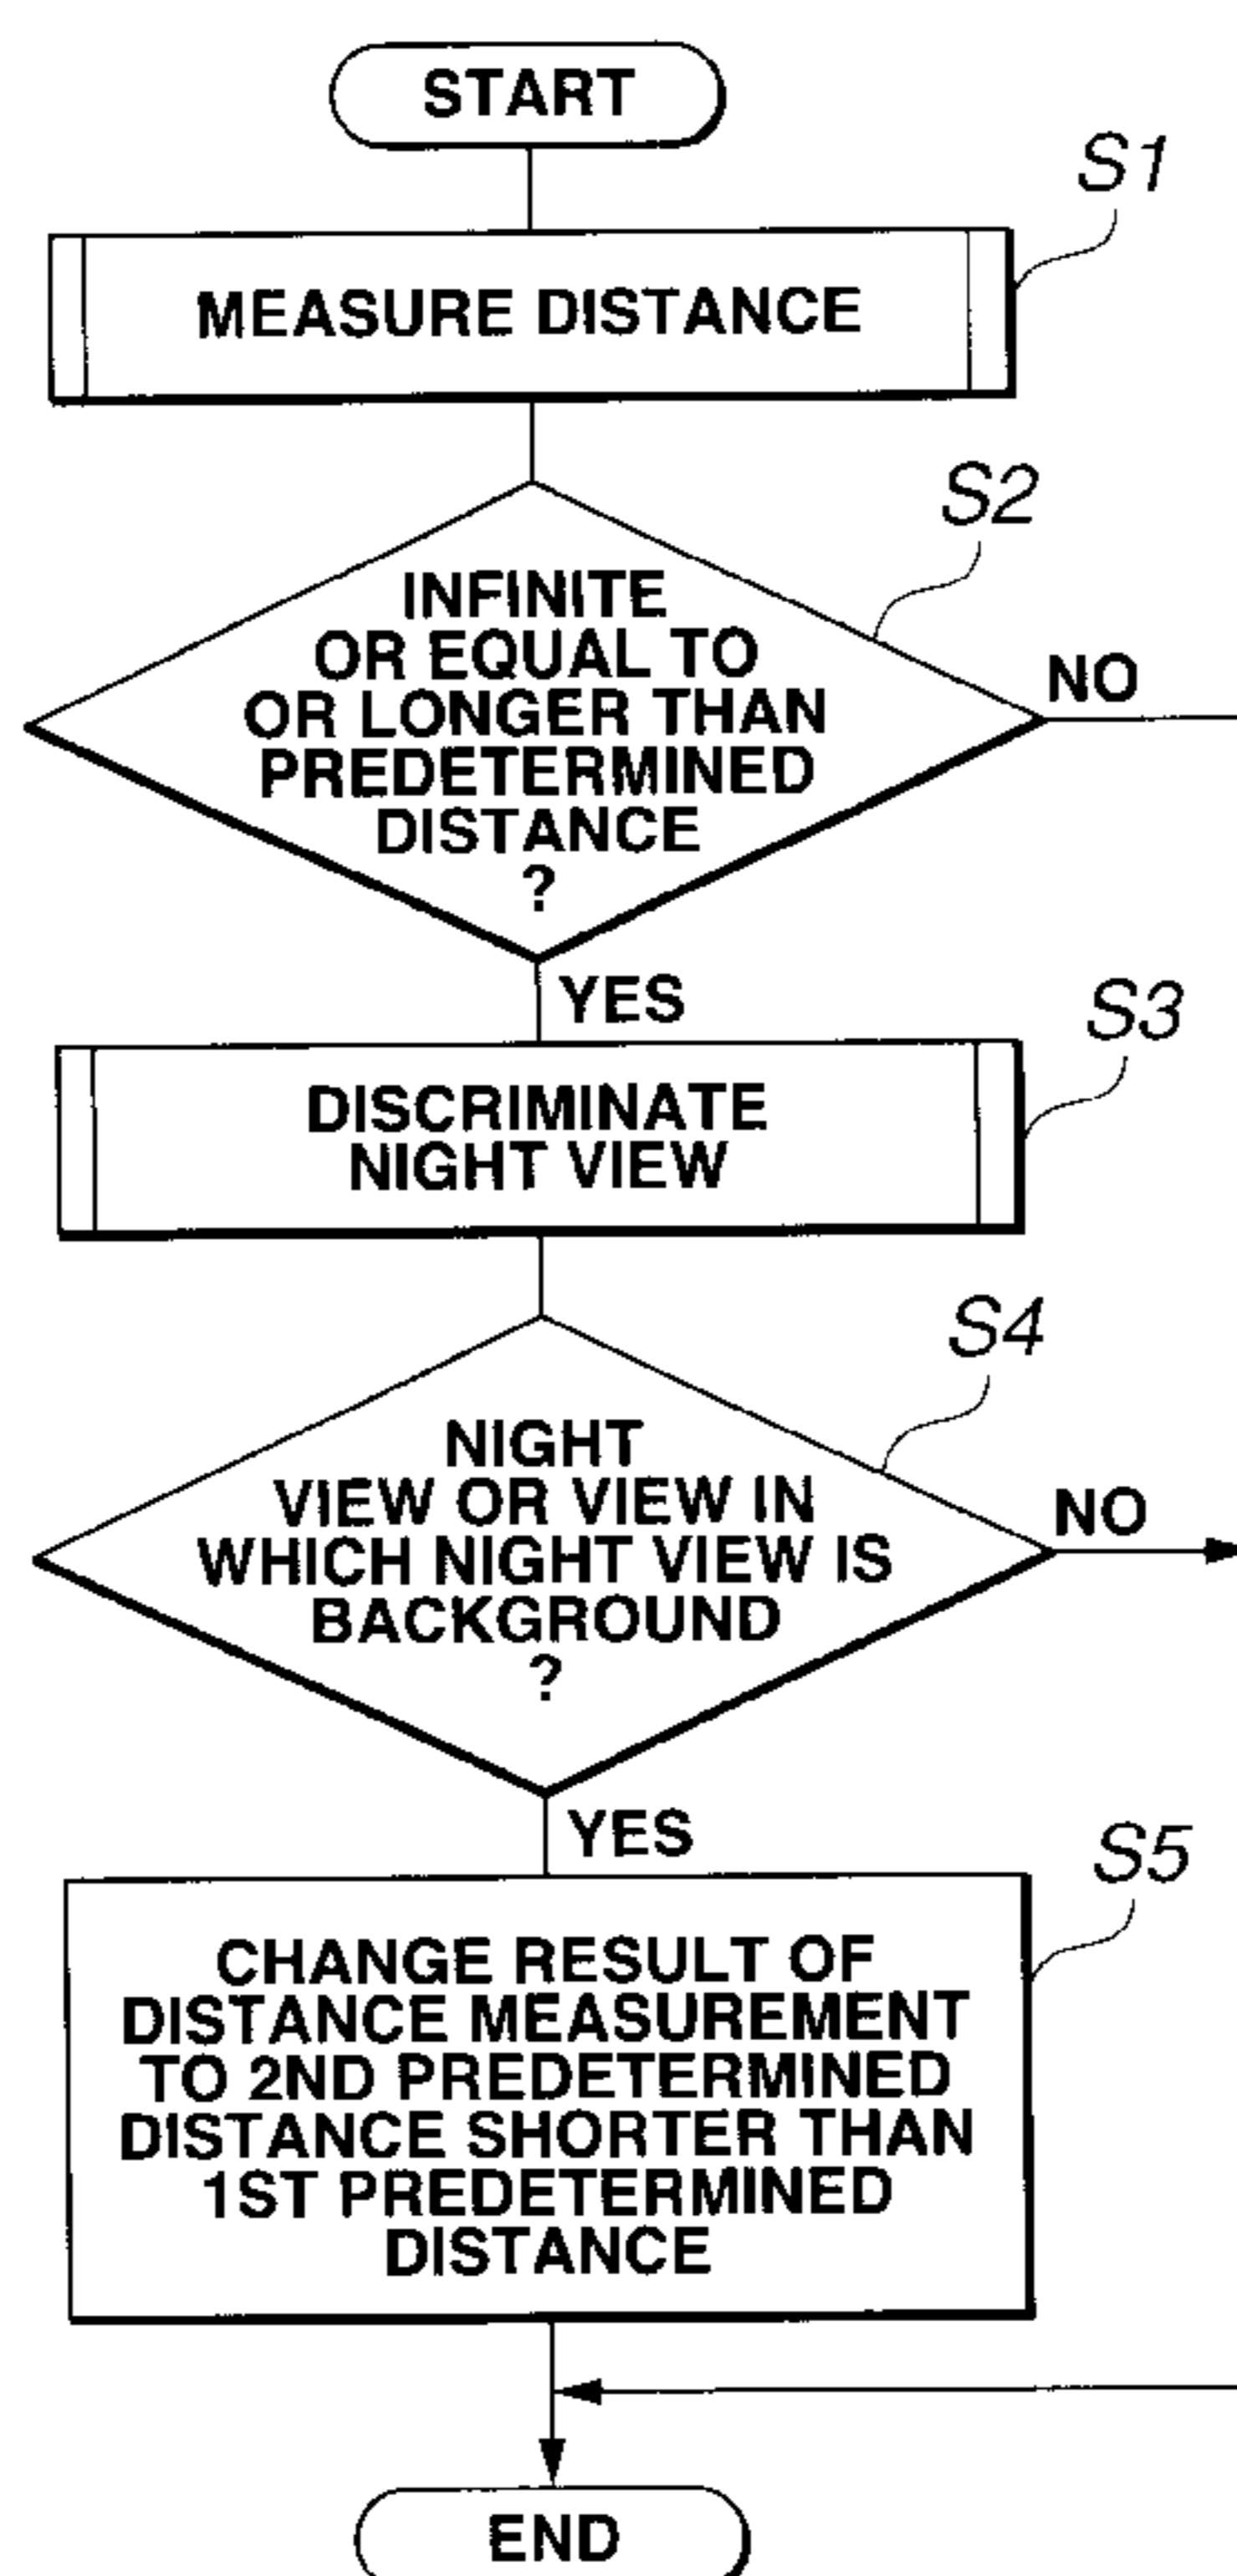 START
S1
MEASURE DISTANCE
S2
INFINITE
OR EQUAL TO
OR LONGER THAN
PREDETERMINED
DISTANCE
?
NO
YES
S3
DISCRIMINATE
NIGHT VIEW
S4
NIGHT
VIEW OR VIEW IN
WHICH NIGHT VIEW IS
BACKGROUND
?
NO
YES
S5
CHANGE RESULT OF
DISTANCE MEASUREMENT
TO 2ND PREDETERMINED
DISTANCE SHORTER THAN
1ST PREDETERMINED
DISTANCE
END